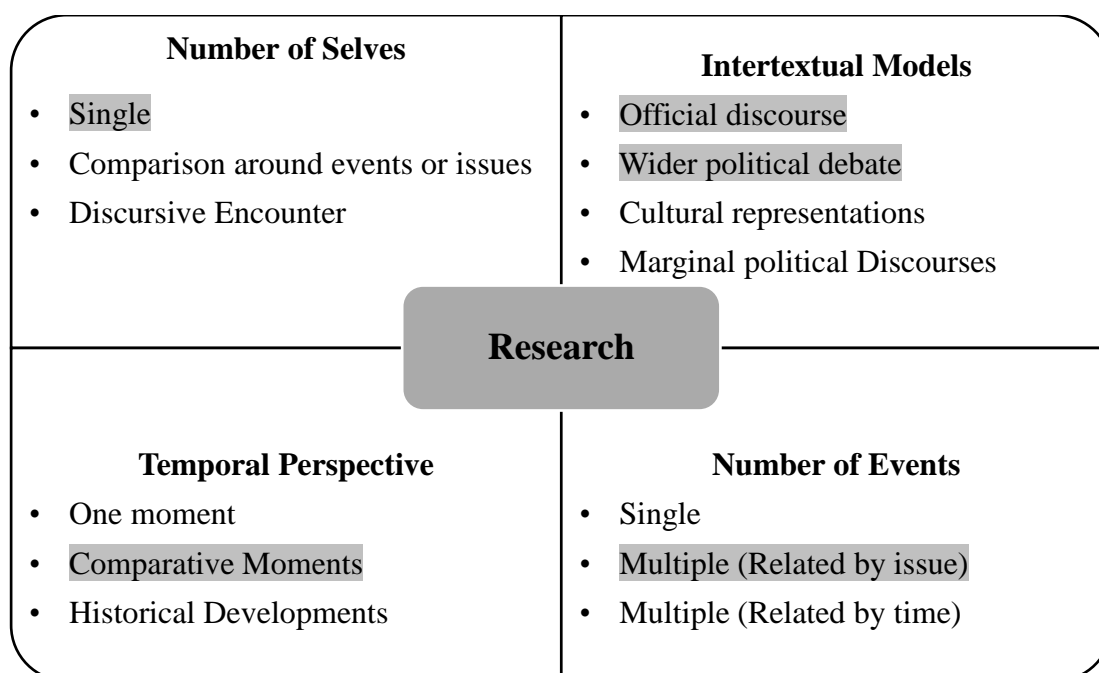 Number of Selves
• Single
• Comparison around events or issues
• Discursive Encounter
Intertextual Models
• Official discourse
• Wider political debate
• Cultural representations
• Marginal political Discourses
Research
Temporal Perspective
• One moment
• Comparative Moments
• Historical Developments
Number of Events
• Single
• Multiple (Related by issue)
• Multiple (Related by time)